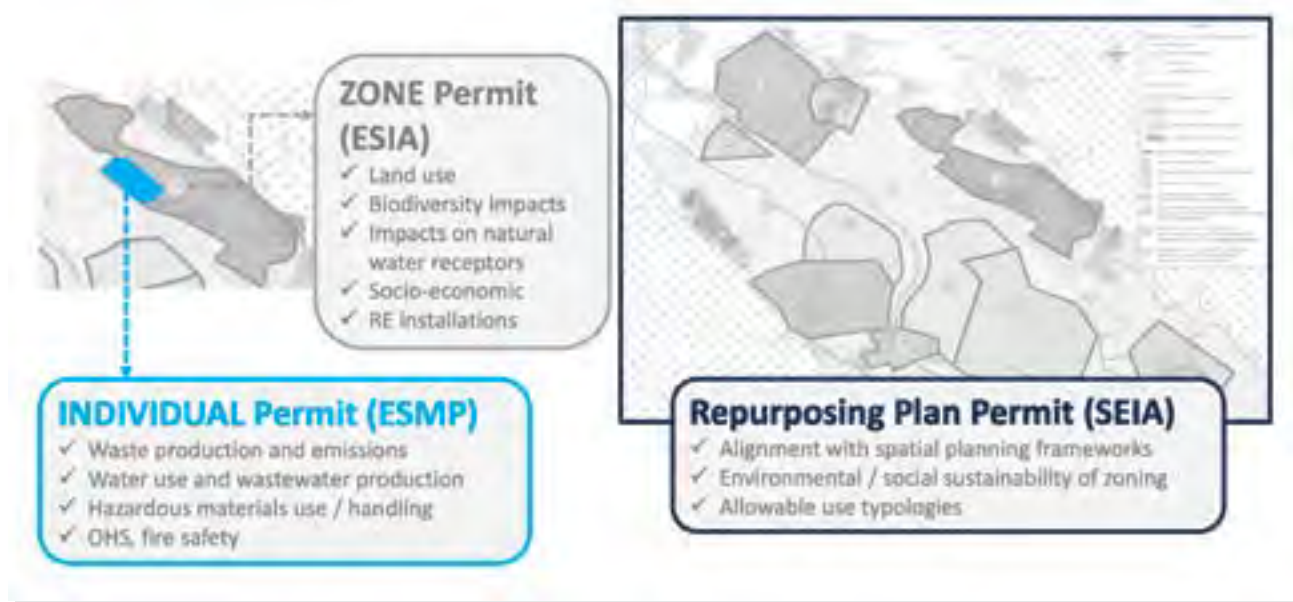 ZONE Permit
(ESIA)
✓ Land use
✓ Biodiversity impacts
✓ Impacts on natural
water receptors
✓ Socio-economic
✓ RE installations
INDIVIDUAL Permit (ESMP)
✓ Waste production and emissions
✓ Water use and wastewater production
✓ Hazardous materials use / handling
✓ OHS, fire safety
Repurposing Plan Permit (SEIA)
✓ Alignment with spatial planning frameworks
✓ Environmental / social sustainability of zoning
✓ Allowable use typologies